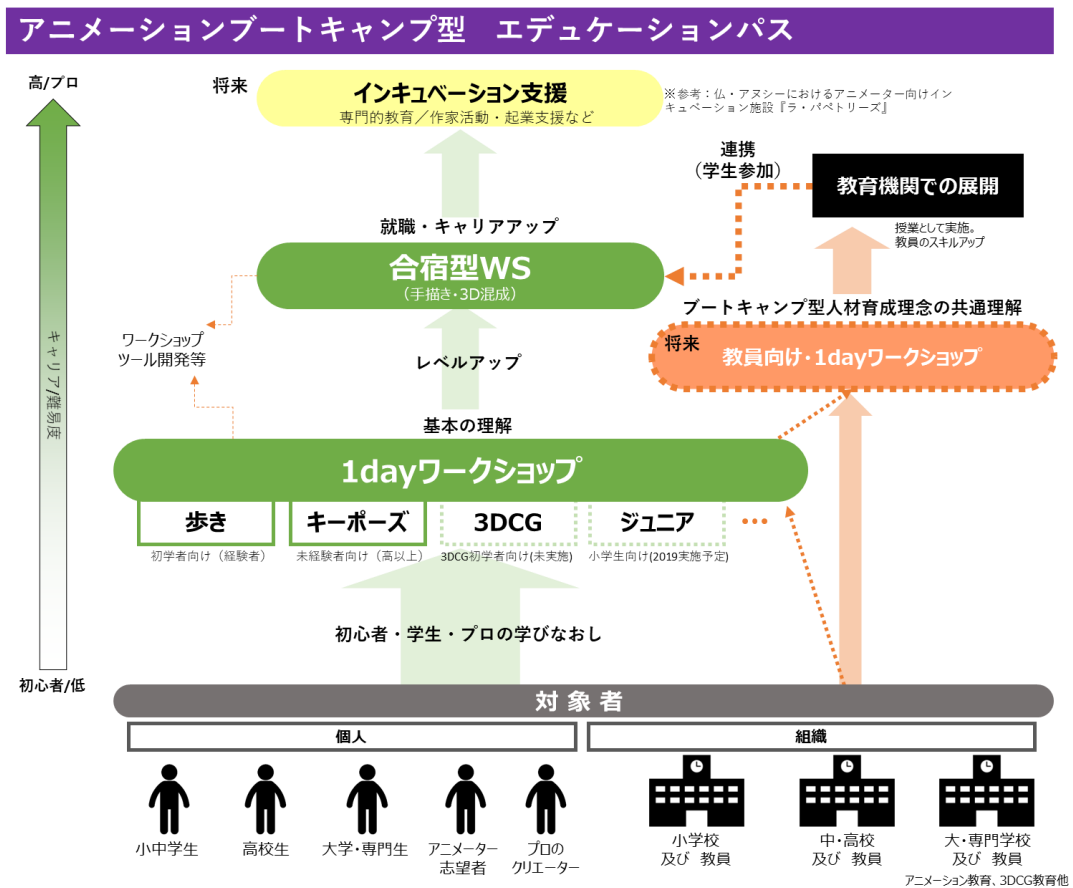 アニメーションブートキャンプ型　エデュケーションパス
高/プロ
将来
インキュベーション支援
専門的教育／作家活動・起業支援など
※参考：仏・アヌシーにおけるアニメーター向けイン
キュベーション施設『ラ・パペトリーズ』
連携
（学生参加）
教育機関での展開
授業として実施。
教員のスキルアップ
就職・キャリアアップ
合宿型WS
（手描き・3D混成）
ブートキャンプ型人材育成理念の共通理解
将来
教員向け・1dayワークショップ
ワークショップ
ツール開発等
キャリア/難易度
レベルアップ
基本の理解
1dayワークショップ
歩き
キーポーズ
3DCG
ジュニア
…
初学者向け（経験者）
未経験者向け（高以上）
3DCG初学者向け(未実施)
小学生向け(2019実施予定)
初心者・学生・プロの学びなおし
初心者/低
対象者
個人
組織
小中学生
高校生
大学・専門生
アニメーター
志望者
プロの
クリエーター
小学校
及び 教員
中・高校
及び 教員
大・専門学校
及び 教員
アニメーション教育、3DCG教育他